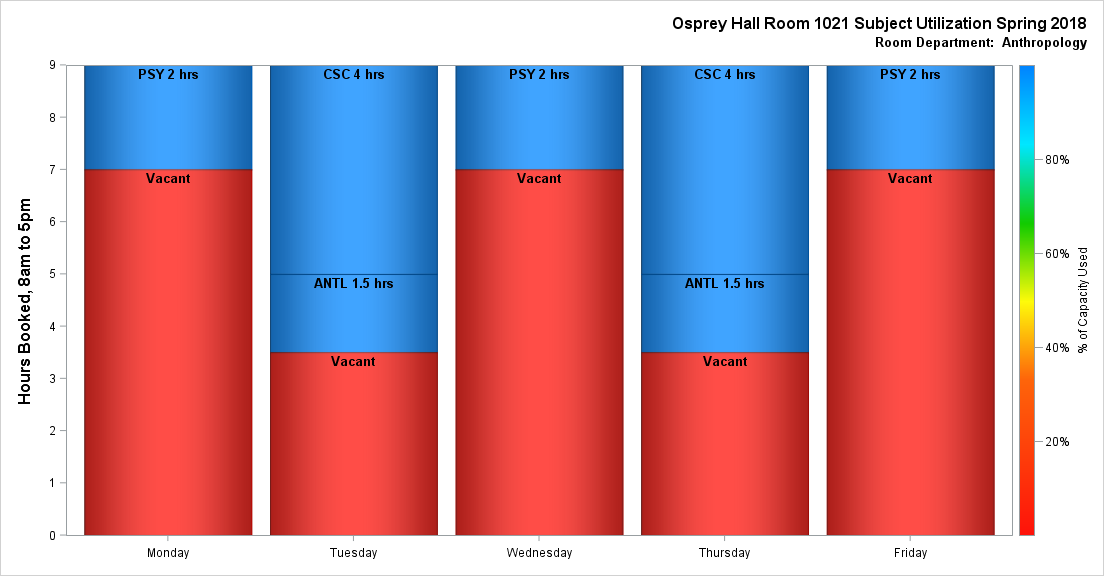 Osprey Hall Room 1021 Subject Utilization Spring 2018
Room Department:  Anthropology
Hours Booked, 8am to 5pm
9
8
7
6
5
4
3
2
1
0
PSY 2 hrs
CSC 4 hrs
PSY 2 hrs
CSC 4 hrs
PSY 2 hrs
Vacant
Vacant
Vacant
ANTL 1.5 hrs
ANTL 1.5 hrs
Vacant
Vacant
Monday
Tuesday
Wednesday
Thursday
Friday
80%
60%
40%
20%
% of Capacity Used